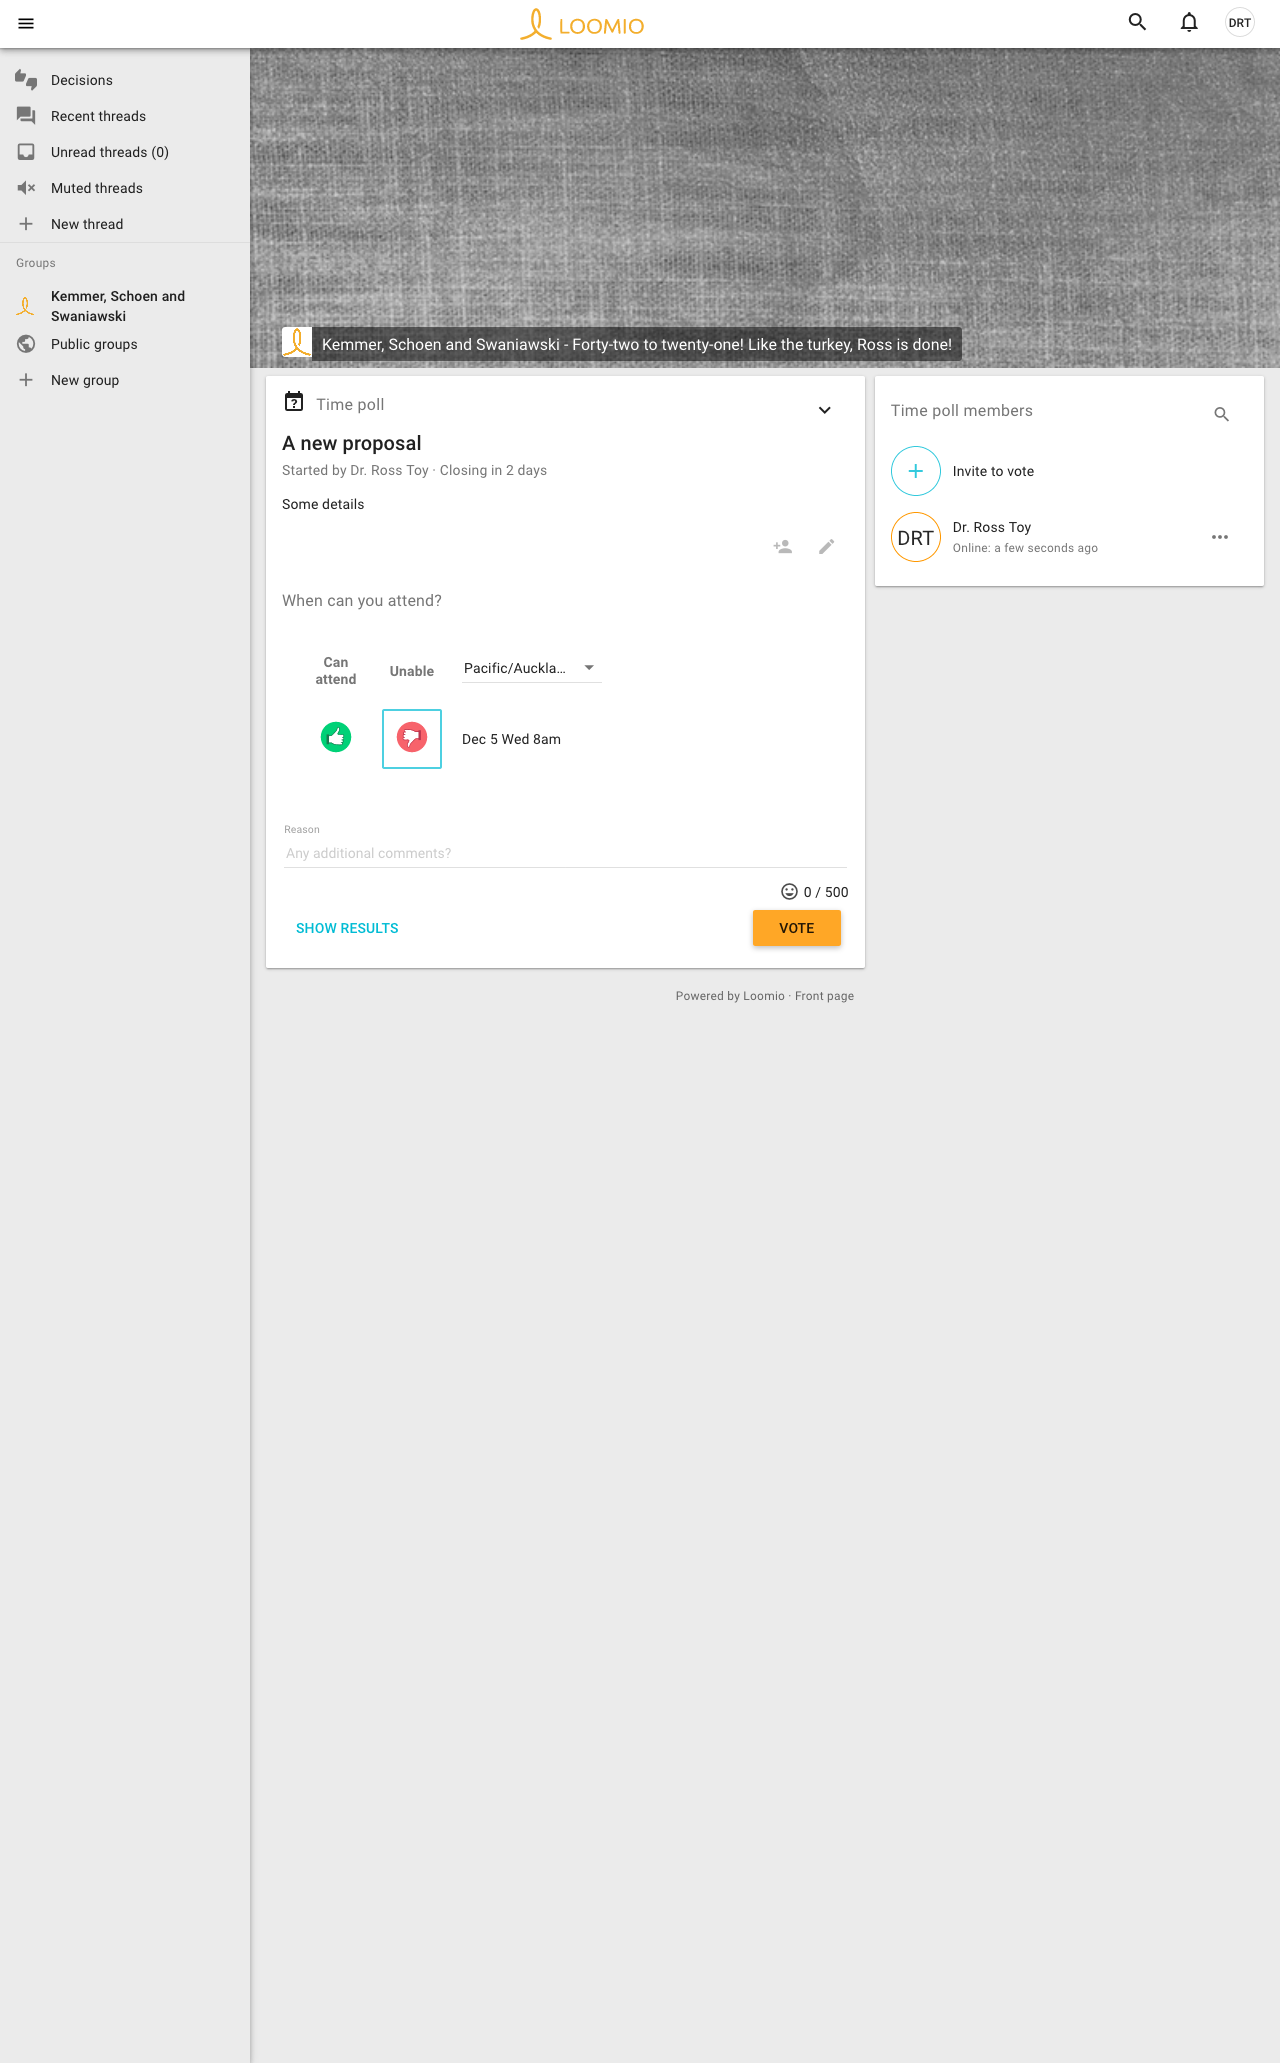 LOOMIO
DRT
Decisions
Recent threads
Unread threads (0)
Muted threads
New thread
Groups
Kemmer, Schoen and
Swaniawski
Public groups
New group
Kemmer, Schoen and Swaniawski - Forty-two to twenty-one! Like the turkey, Ross is done!
Time poll
A new proposal
Started by Dr. Ross Toy · Closing in 2 days
Some details
When can you attend?
Can
attend
Unable
Pacific/Auckla...
Dec 5 Wed 8am
Reason
Any additional comments?
0 / 500
SHOW RESULTS
VOTE
Time poll members
Invite to vote
DRT
Dr. Ross Toy
Online: a few seconds ago
Powered by Loomio · Front page